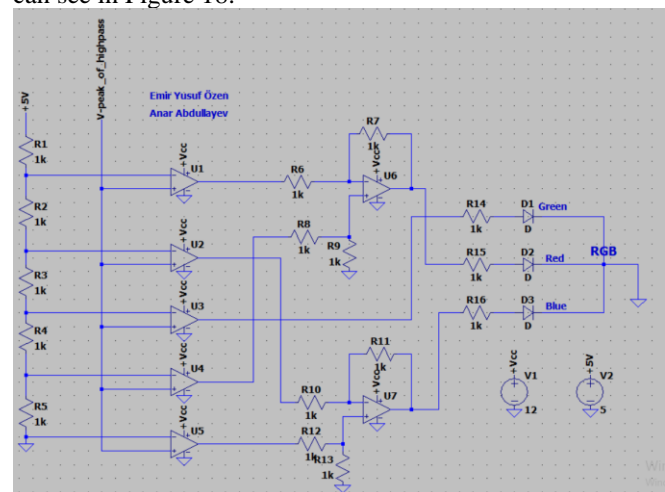 can see in Figure 18.
V-peak_of_highpass
+5V
Emir Yusuf Özen
Anar Abdullayev
R1
1k
R2
1k
R3
1k
R4
1k
R5
1k
+Vcc
U1
+Vcc
U2
+Vcc
U3
+Vcc
U4
+Vcc
U5
R6
1k
R7
1k
+Vcc
U6
R8
1k
R9
1k
R10
1k
R11
1k
+Vcc
U7
R12
1k
R13
1k
R14
1k
D1
D
Green
R15
1k
D2
D
Red
R16
1k
D3
D
Blue
RGB
+Vcc
V1
12
+5V
V2
5